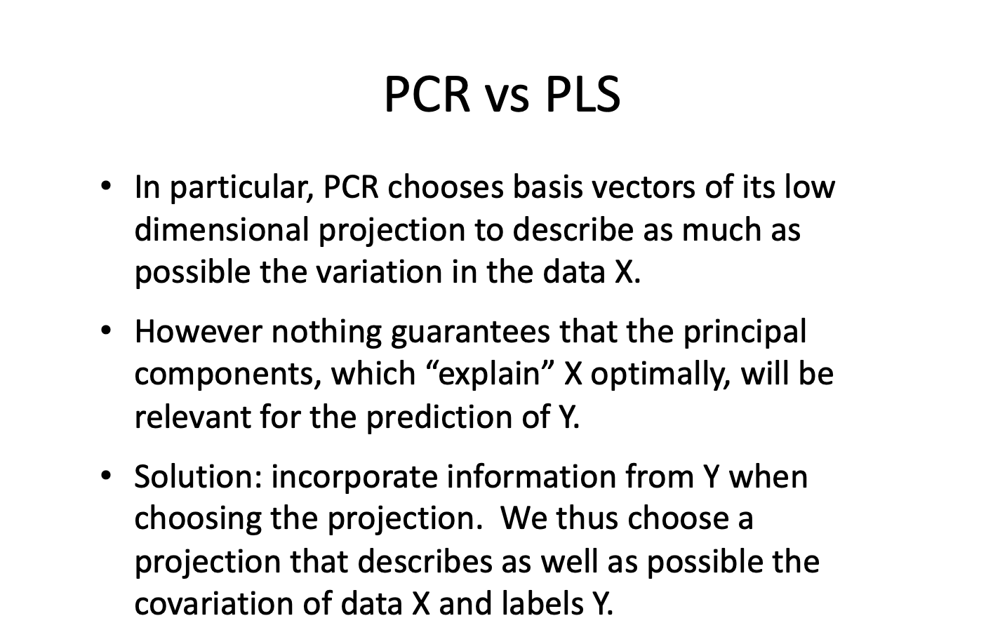 PCR vs PLS
• In particular, PCR chooses basis vectors of its low
dimensional projection to describe as much as
possible the variation in the data X.
• However nothing guarantees that the principal
components, which “explain” X optimally, will be
relevant for the prediction of Y.
• Solution: incorporate information from Y when
choosing the projection.  We thus choose a
projection that describes as well as possible the
covariation of data X and labels Y.